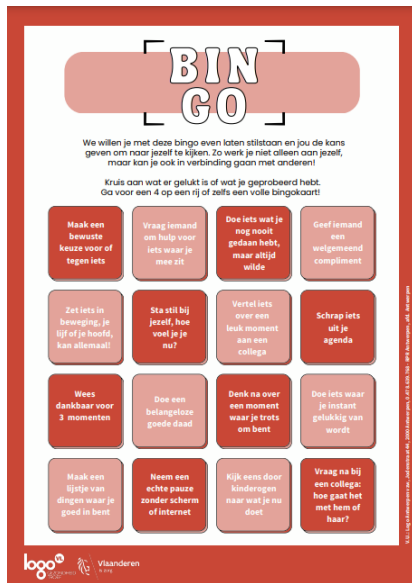 BIN
GO
We willen je met deze bingo even laten stilstaan en jou de kans
geven om naar jezelf te kijken. Zo werk je niet alleen aan jezelf,
maar kan je ook in verbinding gaan met anderen!
Kruis aan wat er gelukt is of wat je geprobeerd hebt.
Ga voor een 4 op een rij of zelfs een volle bingokaart!
Maak een
bewuste
keuze voor of
tegen iets
Vraag iemand
om hulp voor
iets waar je
mee zit
Doe iets wat je
nog nooit
gedaan hebt,
maar altijd
wilde
Geef iemand
een
welgemeend
compliment
Zet iets in
beweging, je
lijf of je hoofd,
kan allemaal!
Sta stil bij
jezelf, hoe
voel je je
nu?
Vertel iets
over een
leuk moment
aan een
collega
Schrap iets
uit je
agenda
Wees
dankbaar voor
3 momenten
Doe een
belangeloze
goede daad
Denk na over
een moment
waar je trots
om bent
Doe iets waar
je instant
gelukkig van
wordt
Maak een
lijstje van
dingen waar je
goed in bent
Neem een
echte pauze
zonder scherm
of internet
Kijk eens door
kinderogen
naar wat je nu
doet
Vraag na bij
een collega:
hoe gaat het
met hem of
haar?
logo
Vlaanderen
is zorg